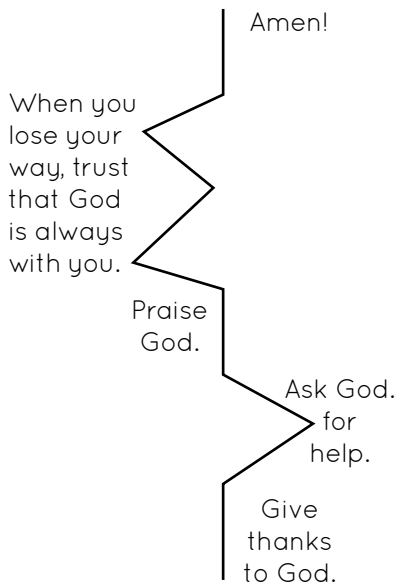 Amen!
When you
lose your
way, trust
that God
is always
with you.
Praise
God.
Ask God.
for
help.
Give
thanks
to God.